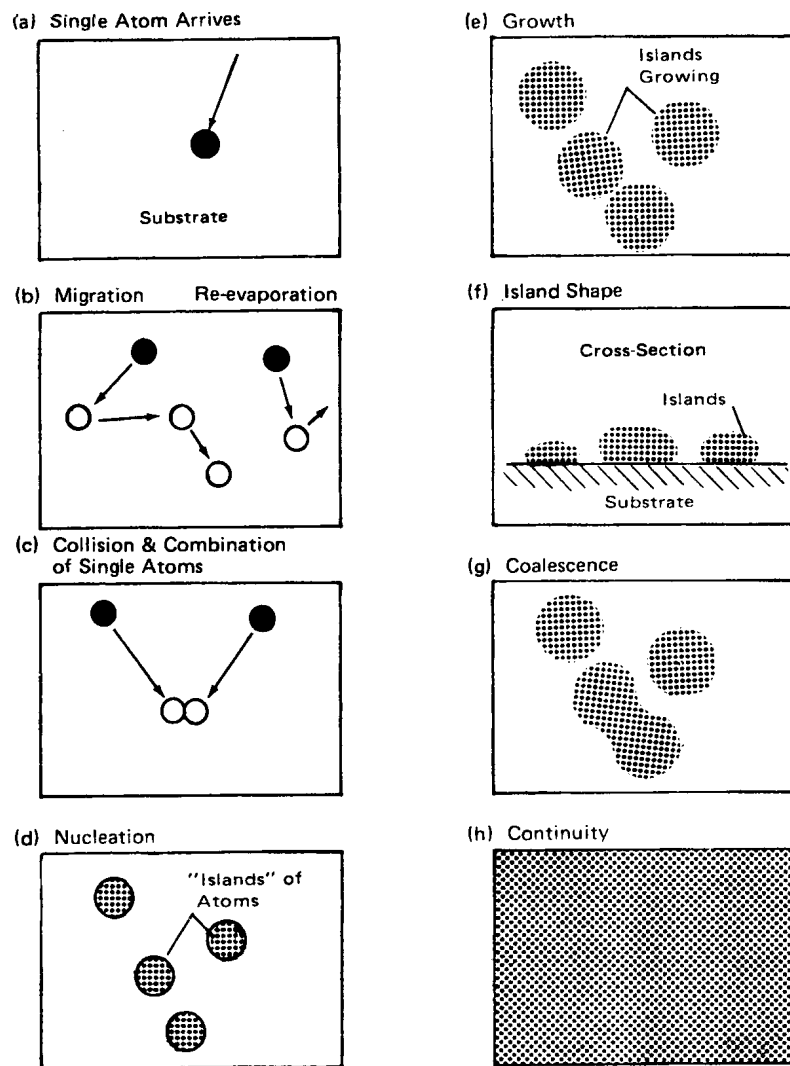 (a) Single Atom Arrives
Substrate
(b) Migration Re-evaporation
(c) Collision & Combination
of Single Atoms
(d) Nucleation
"Islands" of
Atoms
(e) Growth
Islands
Growing
(f) Island Shape
Cross-Section
Islands
Substrate
(g) Coalescence
(h) Continuity